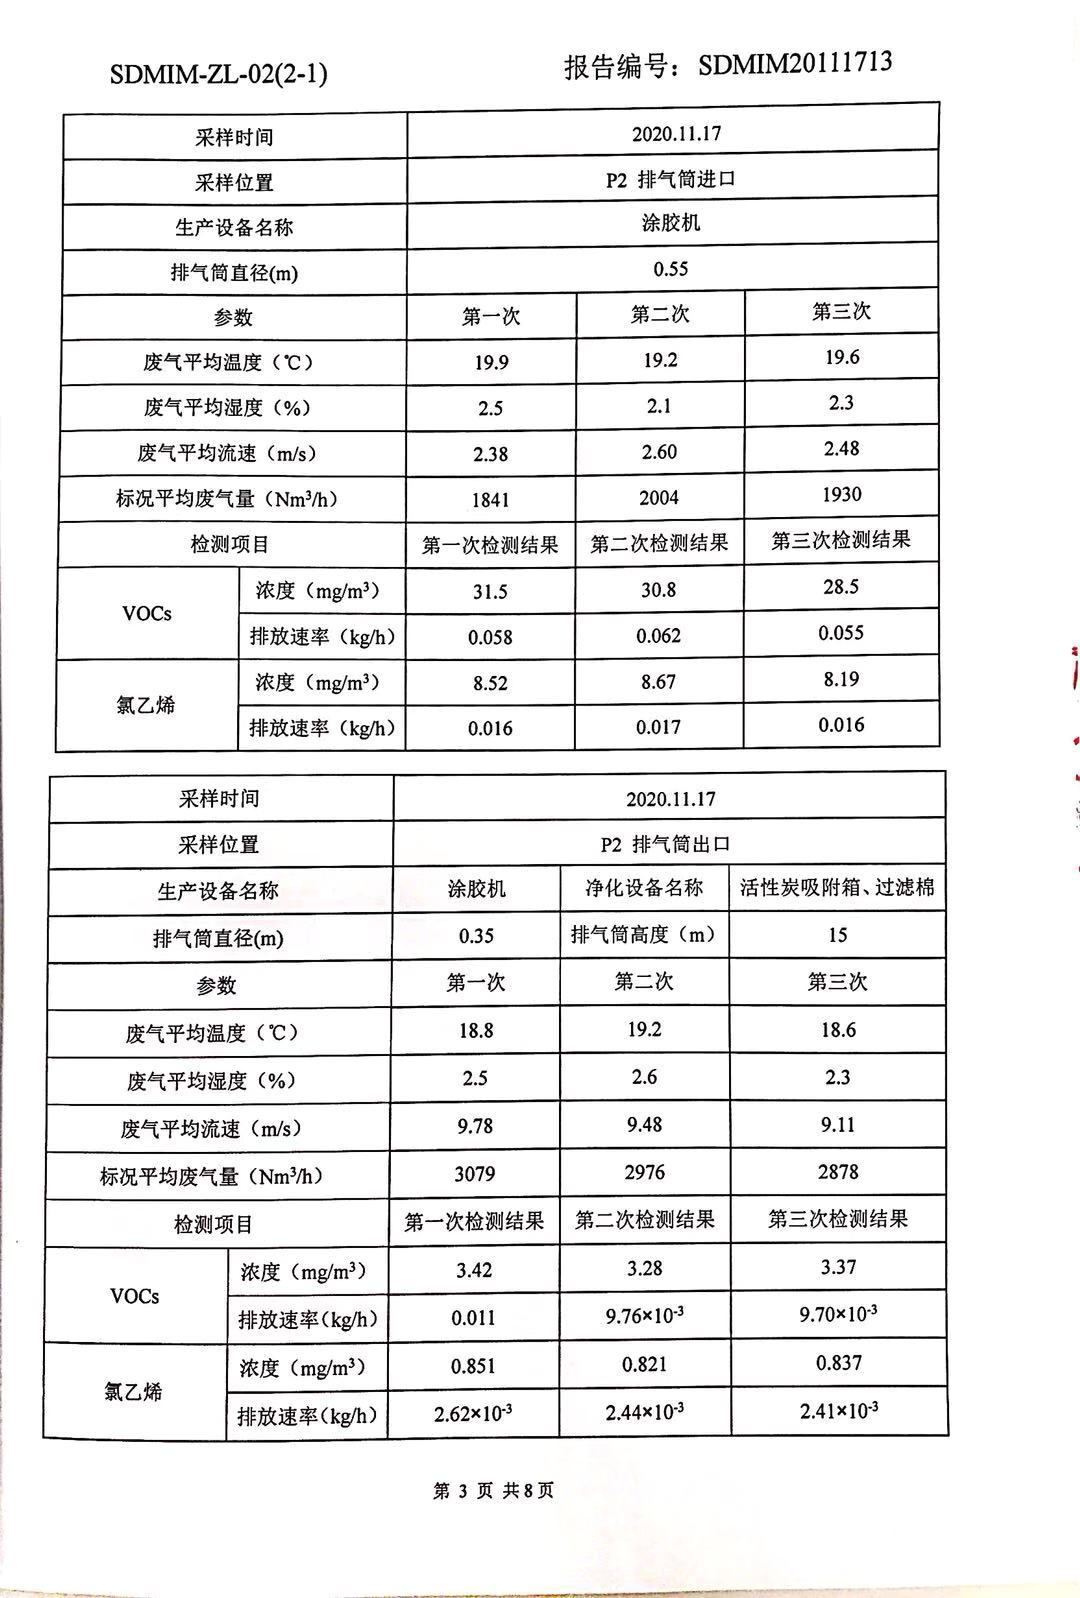 SDMIM-ZL-02(2-1) 报告编号：SDMIM20111713
采样时间 2020.11.17
采样位置 P2 排气筒进口
生产设备名称 涂胶机
排气筒直径(m) 0.55
参数 第一次 第二次 第三次
废气平均温度（℃） 19.9 19.2 19.6
废气平均湿度（%） 2.5 2.1 2.3
废气平均流速（m/s） 2.38 2.60 2.48
标况平均废气量（Nm³/h） 1841 2004 1930
检测项目 第一次检测结果 第二次检测结果 第三次检测结果
VOCs 浓度（mg/m³） 31.5 30.8 28.5
排放速率（kg/h） 0.058 0.062 0.055
氯乙烯 浓度（mg/m³） 8.52 8.67 8.19
排放速率（kg/h） 0.016 0.017 0.016
采样时间 2020.11.17
采样位置 P2 排气筒出口
生产设备名称 涂胶机 净化设备名称 活性炭吸附箱、过滤棉
排气筒直径(m) 0.35 排气筒高度（m） 15
参数 第一次 第二次 第三次
废气平均温度（℃） 18.8 19.2 18.6
废气平均湿度（%） 2.5 2.6 2.3
废气平均流速（m/s） 9.78 9.48 9.11
标况平均废气量（Nm³/h） 3079 2976 2878
检测项目 第一次检测结果 第二次检测结果 第三次检测结果
VOCs 浓度（mg/m³） 3.42 3.28 3.37
排放速率(kg/h) 0.011 9.76×10⁻³ 9.70×10⁻³
氯乙烯 浓度（mg/m³） 0.851 0.821 0.837
排放速率(kg/h) 2.62×10⁻³ 2.44×10⁻³ 2.41×10⁻³
第 3 页 共8页